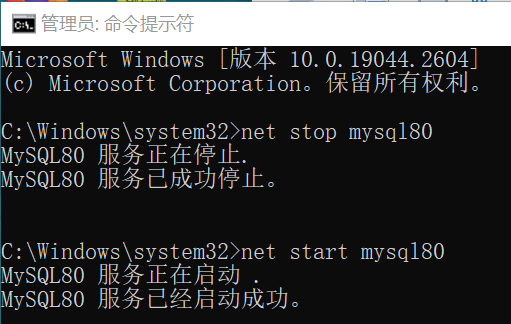 管理员: 命令提示符
Microsoft Windows [版本 10.0.19044.2604]
(c) Microsoft Corporation。保留所有权利。
C:\Windows\system32>net stop mysql80
MySQL80 服务正在停止.
MySQL80 服务已成功停止。
C:\Windows\system32>net start mysql80
MySQL80 服务正在启动 .
MySQL80 服务已经启动成功。